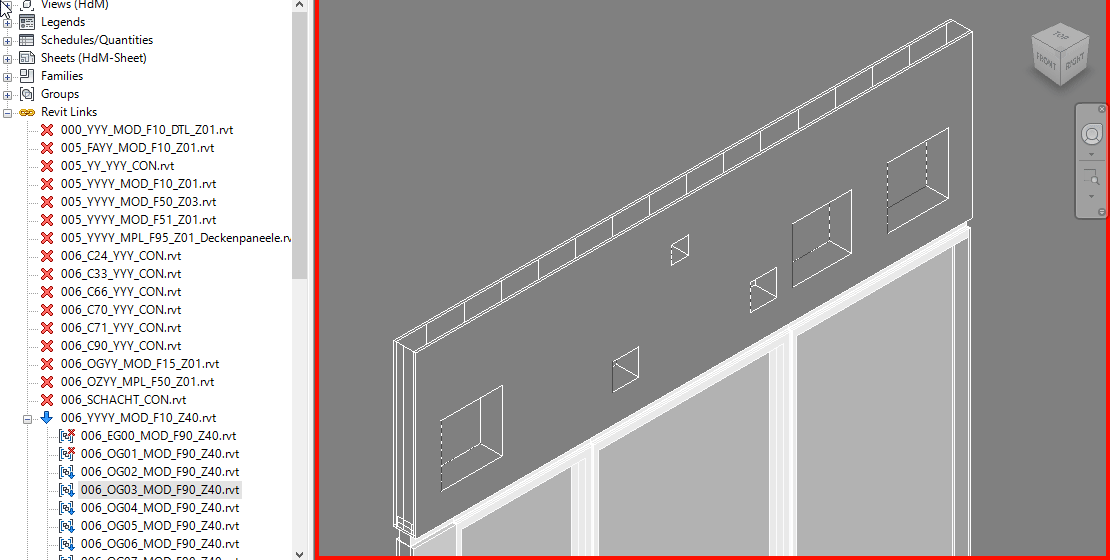 Views (HdM)
Legends
Schedules/Quantities
Sheets (HdM-Sheet)
Families
Groups
Revit Links
000_YYY_MOD_F10_DTL_Z01.rvt
005_FAYY_MOD_F10_Z01.rvt
005_YY_YYY_CON.rvt
005_YYYY_MOD_F10_Z01.rvt
005_YYYY_MOD_F50_Z03.rvt
005_YYYY_MOD_F51_Z01.rvt
005_YYYY_MPL_F95_Z01_Deckenpaneele.rv
006_C24_YYY_CON.rvt
006_C33_YYY_CON.rvt
006_C66_YYY_CON.rvt
006_C70_YYY_CON.rvt
006_C71_YYY_CON.rvt
006_C90_YYY_CON.rvt
006_OGYY_MOD_F15_Z01.rvt
006_OZYY_MPL_F50_Z01.rvt
006_SCHACHT_CON.rvt
006_YYYY_MOD_F10_Z40.rvt
006_EG00_MOD_F90_Z40.rvt
006_OG01_MOD_F90_Z40.rvt
006_OG02_MOD_F90_Z40.rvt
006_OG03_MOD_F90_Z40.rvt
006_OG04_MOD_F90_Z40.rvt
006_OG05_MOD_F90_Z40.rvt
006_OG06_MOD_F90_Z40.rvt
TOP
FRONT
RIGHT